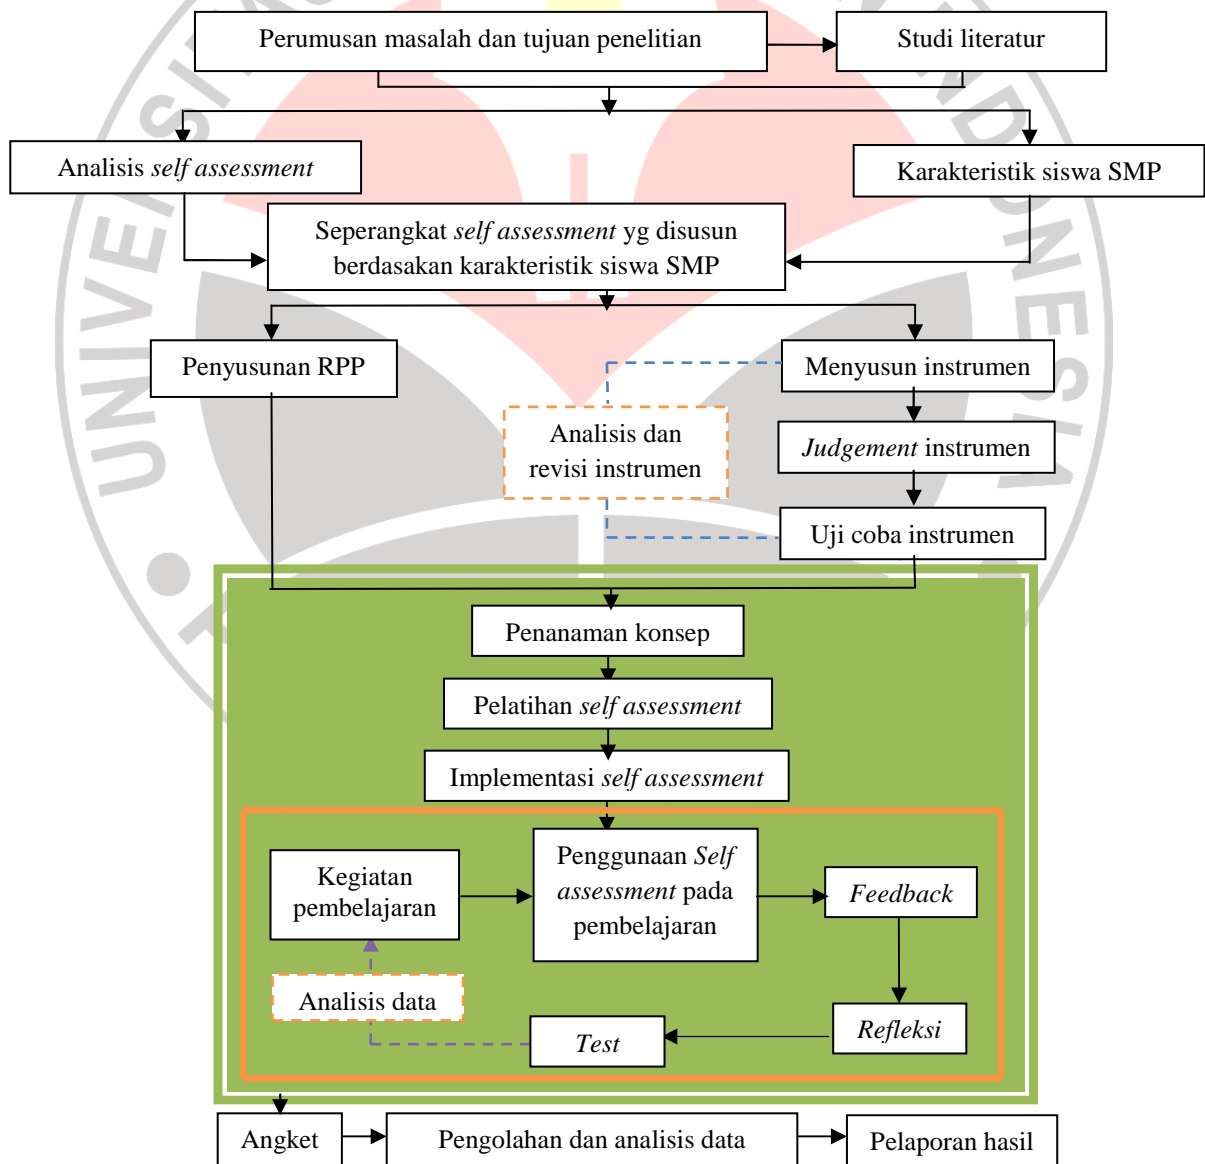 Perumusan masalah dan tujuan penelitian
Studi literatur
Analisis self assessment
Karakteristik siswa SMP
Seperangkat self assessment yg disusun
berdasakan karakteristik siswa SMP
Penyusunan RPP
Menyusun instrumen
Analisis dan
revisi instrumen
Judgement instrumen
Uji coba instrumen
Penanaman konsep
Pelatihan self assessment
Implementasi self assessment
Kegiatan
pembelajaran
Penggunaan Self
assessment pada
pembelajaran
Feedback
Analisis data
Test
Refleksi
Angket
Pengolahan dan analisis data
Pelaporan hasil